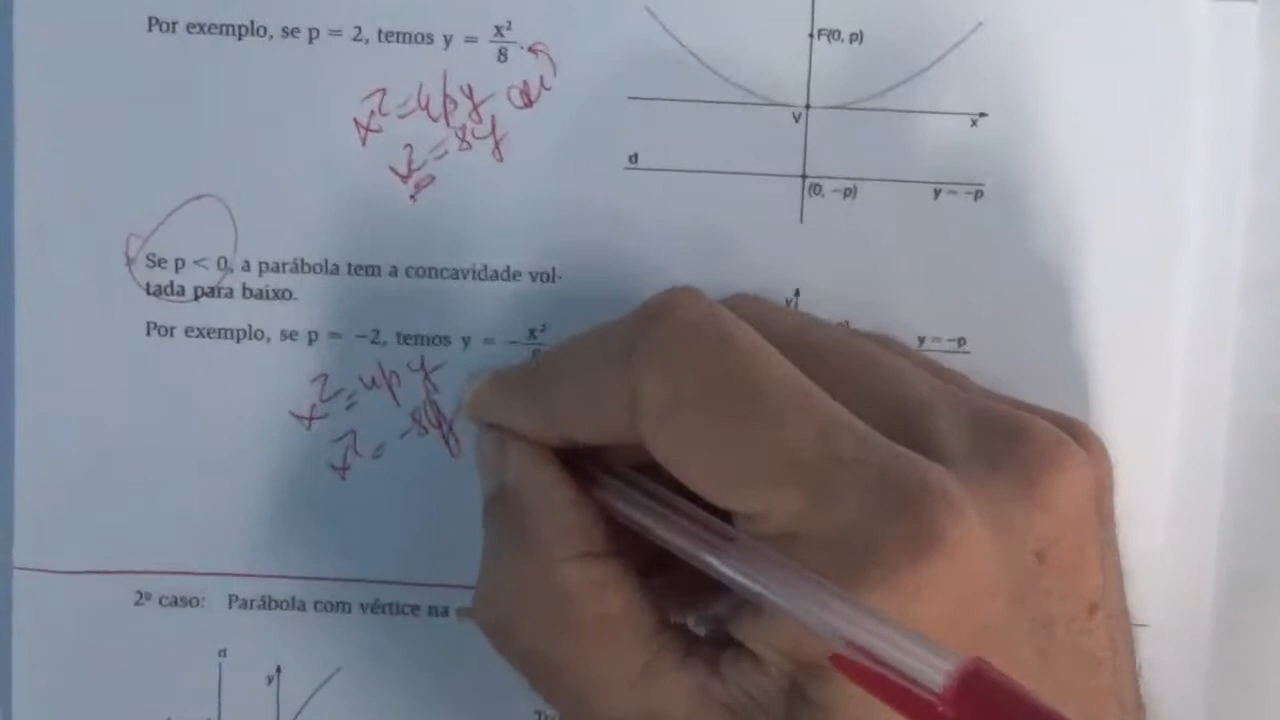 Por exemplo, se p = 2, temos y = x²/8.
x² = 4py ou
x² = 8y
F(0, p)
V
x
d
(0, -p)
y = -p
Se p < 0, a parábola tem a concavidade vol-
tada para baixo.
Por exemplo, se p = -2, temos y = - x²
x² = 4py
x² = -8y
y
y = -p
2º caso: Parábola com vértice na
d
y